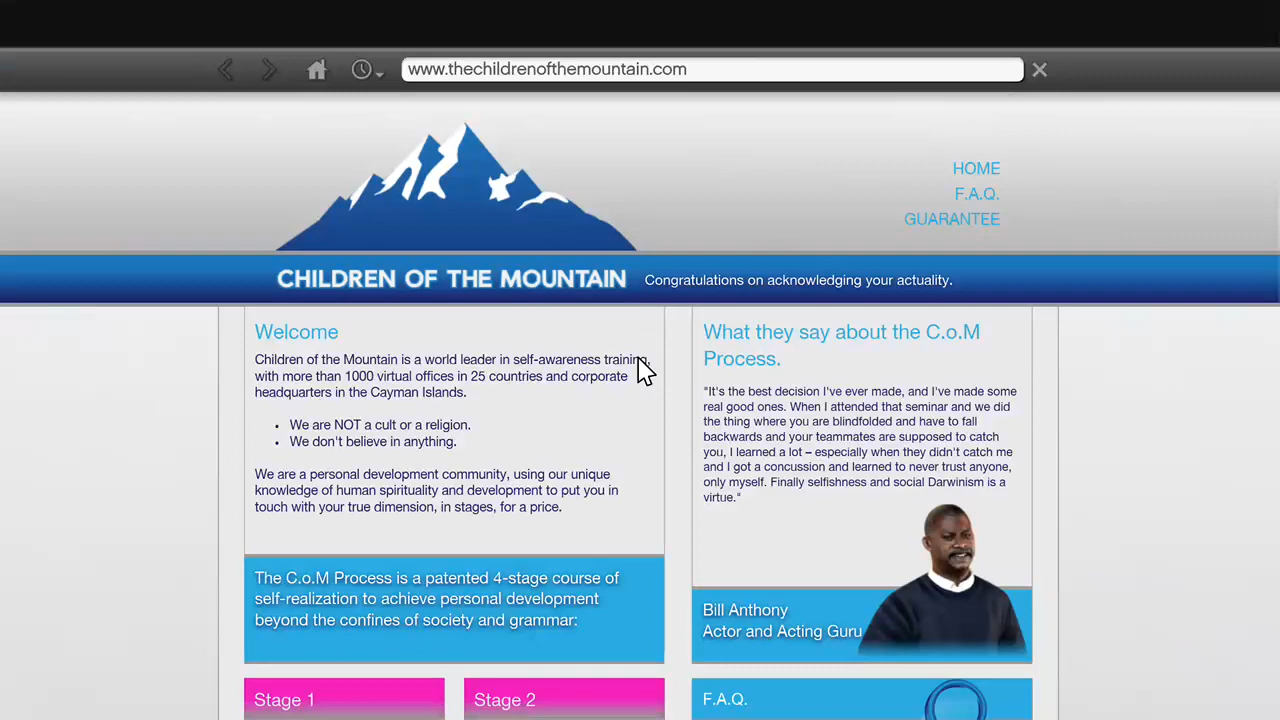 www.thechildrenofthemountain.com
HOME
F.A.Q.
GUARANTEE
CHILDREN OF THE MOUNTAIN
Congratulations on acknowledging your actuality.
Welcome
Children of the Mountain is a world leader in self-awareness training,
with more than 1000 virtual offices in 25 countries and corporate
headquarters in the Cayman Islands.
• We are NOT a cult or a religion.
• We don't believe in anything.
We are a personal development community, using our unique
knowledge of human spirituality and development to put you in
touch with your true dimension, in stages, for a price.
The C.o.M Process is a patented 4-stage course of
self-realization to achieve personal development
beyond the confines of society and grammar:
Stage 1
Stage 2
What they say about the C.o.M
Process.
"It's the best decision I've ever made, and I've made some
real good ones. When I attended that seminar and we did
the thing where you are blindfolded and have to fall
backwards and your teammates are supposed to catch
you, I learned a lot – especially when they didn't catch me
and I got a concussion and learned to never trust anyone,
only myself. Finally selfishness and social Darwinism is a
virtue."
Bill Anthony
Actor and Acting Guru
F.A.Q.